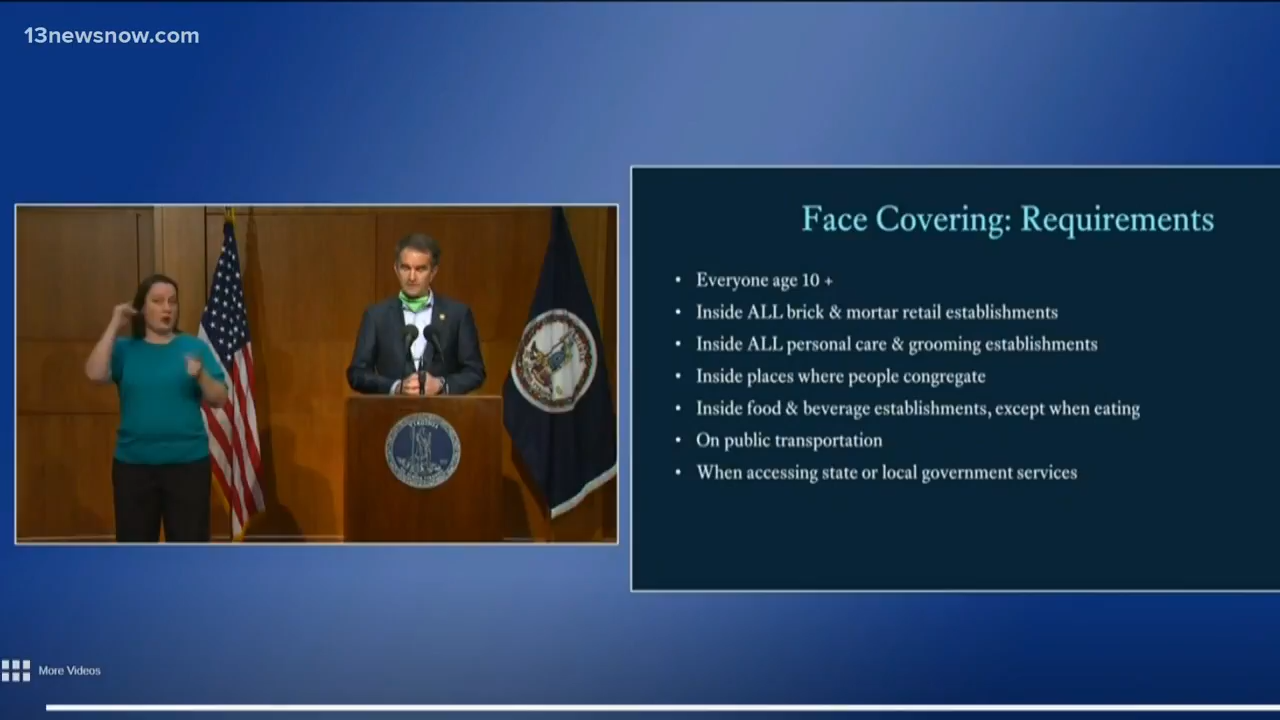 13newsnow.com
Face Covering: Requirements
• Everyone age 10 +
• Inside ALL brick & mortar retail establishments
• Inside ALL personal care & grooming establishments
• Inside places where people congregate
• Inside food & beverage establishments, except when eating
• On public transportation
• When accessing state or local government services
VIRGINIA
More Videos